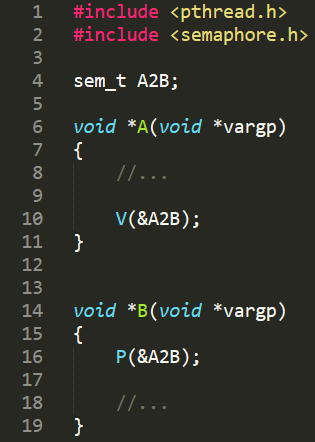 1 #include <pthread.h>
2 #include <semaphore.h>
3
4 sem_t A2B;
5
6 void *A(void *vargp)
7 {
8     //...
9
10     V(&A2B);
11 }
12
13
14 void *B(void *vargp)
15 {
16     P(&A2B);
17
18     //...
19 }